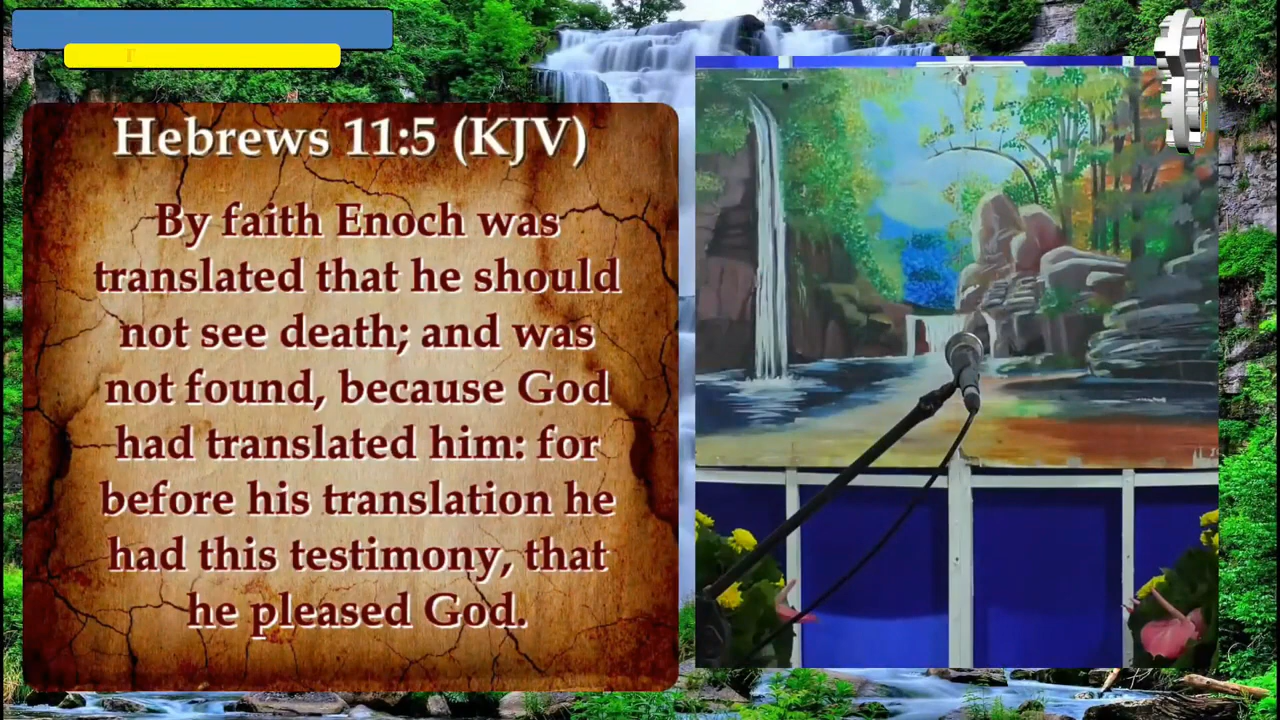 Hebrews 11:5 (KJV)
By faith Enoch was
translated that he should
not see death; and was
not found, because God
had translated him: for
before his translation he
had this testimony, that
he pleased God.